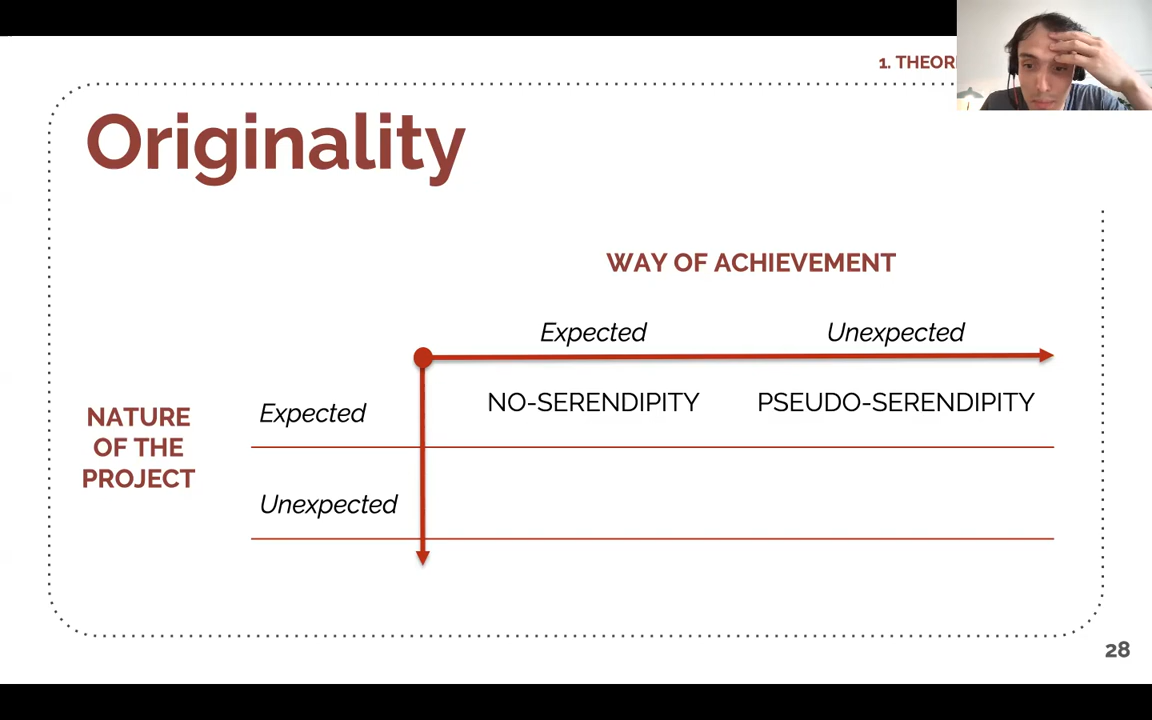 1. THEOR
Originality
WAY OF ACHIEVEMENT
Expected Unexpected
NATURE
OF THE
PROJECT
Expected NO-SERENDIPITY PSEUDO-SERENDIPITY
Unexpected
28